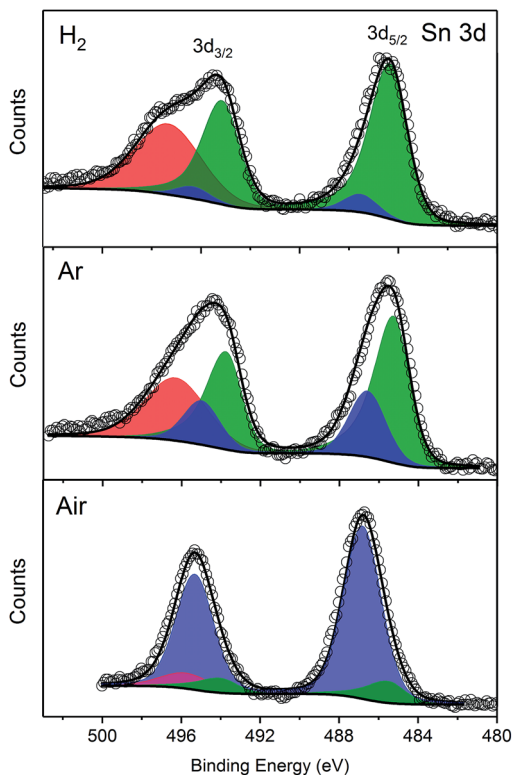 H₂
3d₃/₂
3d₅/₂
Sn 3d
Counts
Ar
Counts
Air
Counts
500 496 492 488 484 480
Binding Energy (eV)